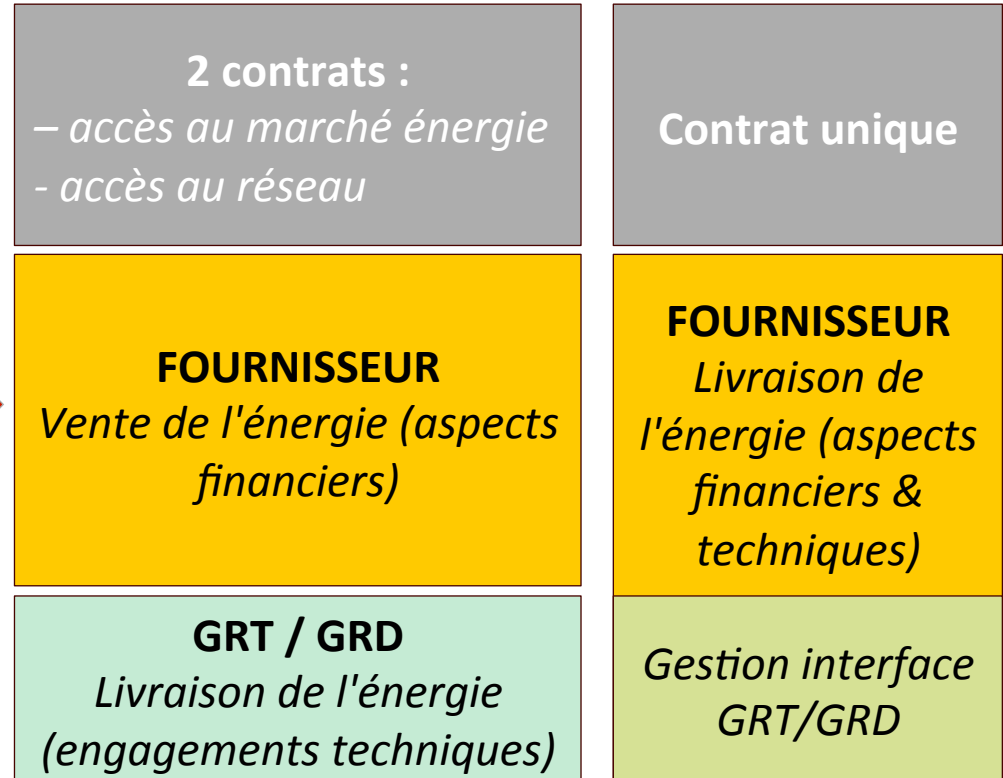 2 contrats :
– accès au marché énergie
- accès au réseau
Contrat unique
FOURNISSEUR
Vente de l'énergie (aspects
financiers)
FOURNISSEUR
Livraison de
l'énergie (aspects
financiers &
techniques)
GRT / GRD
Livraison de l'énergie
(engagements techniques)
Gestion interface
GRT/GRD